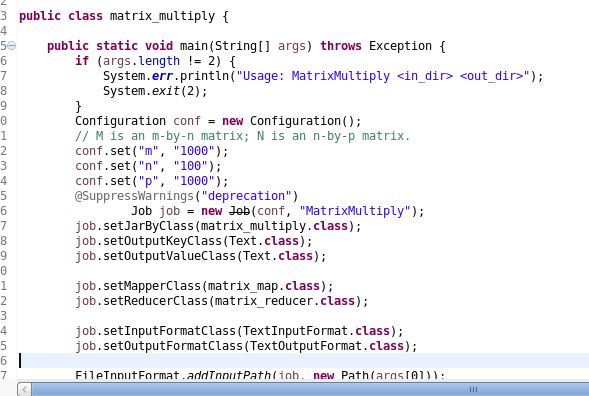 3 public class matrix_multiply {
4
5 public static void main(String[] args) throws Exception {
6 if (args.length != 2) {
7 System.err.println("Usage: MatrixMultiply <in_dir> <out_dir>");
8 System.exit(2);
9 }
0 Configuration conf = new Configuration();
1 // M is an m-by-n matrix; N is an n-by-p matrix.
2 conf.set("m", "1000");
3 conf.set("n", "100");
4 conf.set("p", "1000");
5 @SuppressWarnings("deprecation")
6 Job job = new Job(conf, "MatrixMultiply");
7 job.setJarByClass(matrix_multiply.class);
8 job.setOutputKeyClass(Text.class);
9 job.setOutputValueClass(Text.class);
0
1 job.setMapperClass(matrix_map.class);
2 job.setReducerClass(matrix_reducer.class);
3
4 job.setInputFormatClass(TextInputFormat.class);
5 job.setOutputFormatClass(TextOutputFormat.class);
6
7 FileInputFormat.addInputPath(job, new Path(args[0]));